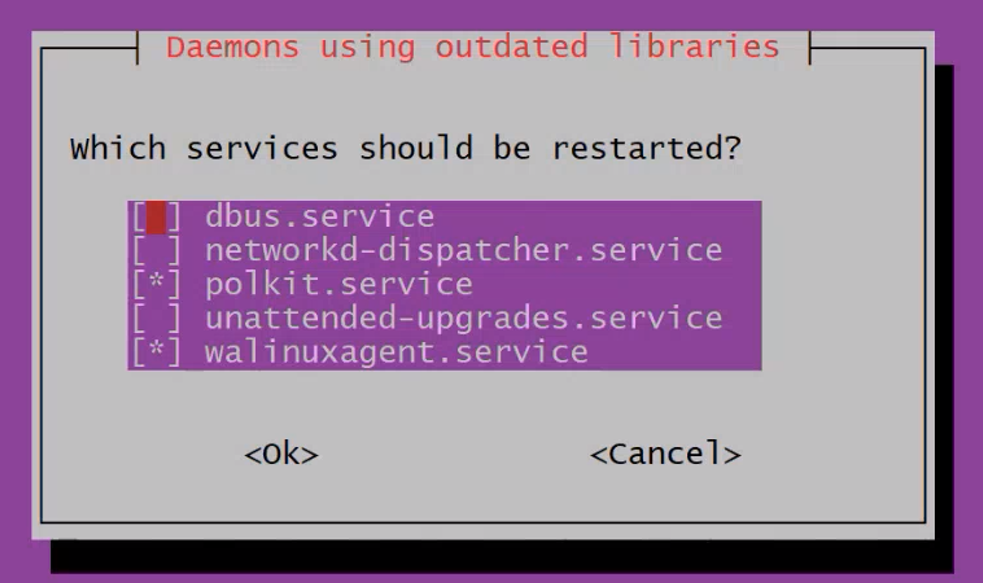 Daemons using outdated libraries
Which services should be restarted?
[ ] dbus.service
[ ] networkd-dispatcher.service
[*] polkit.service
[ ] unattended-upgrades.service
[*] walinuxagent.service
<Ok> <Cancel>